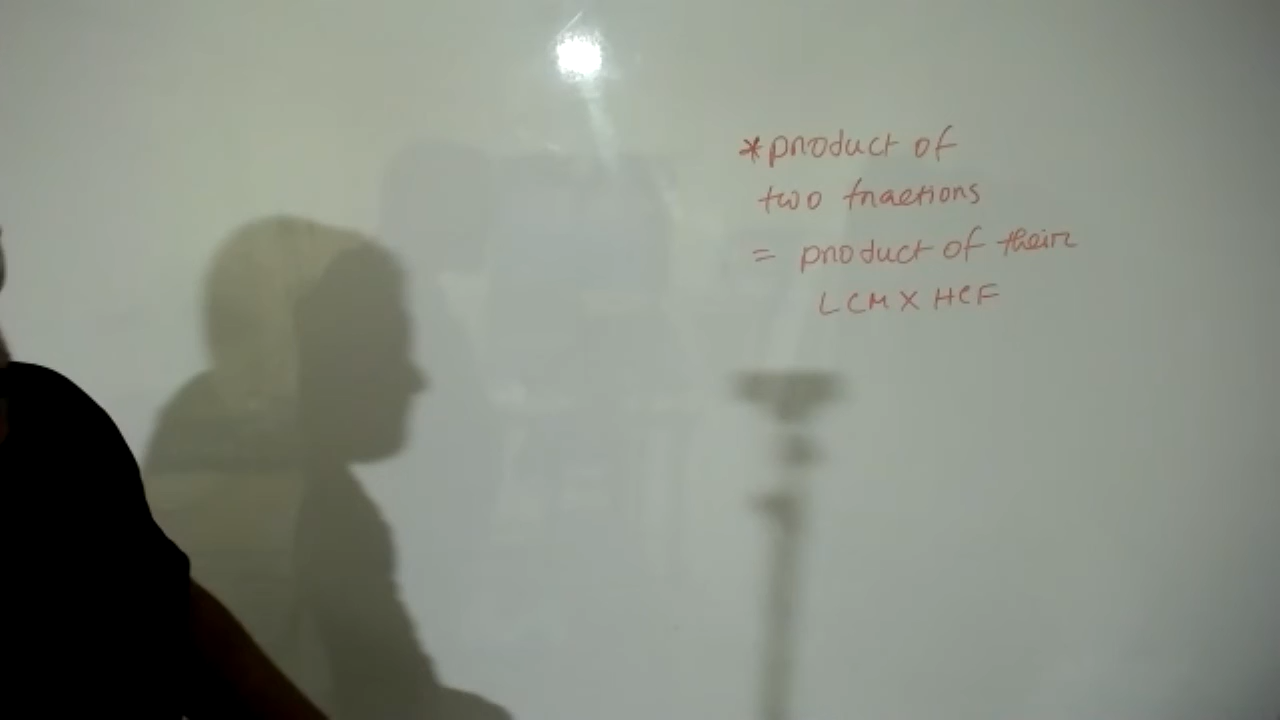 *product of
two fractions
= product of their
LCM X HCF